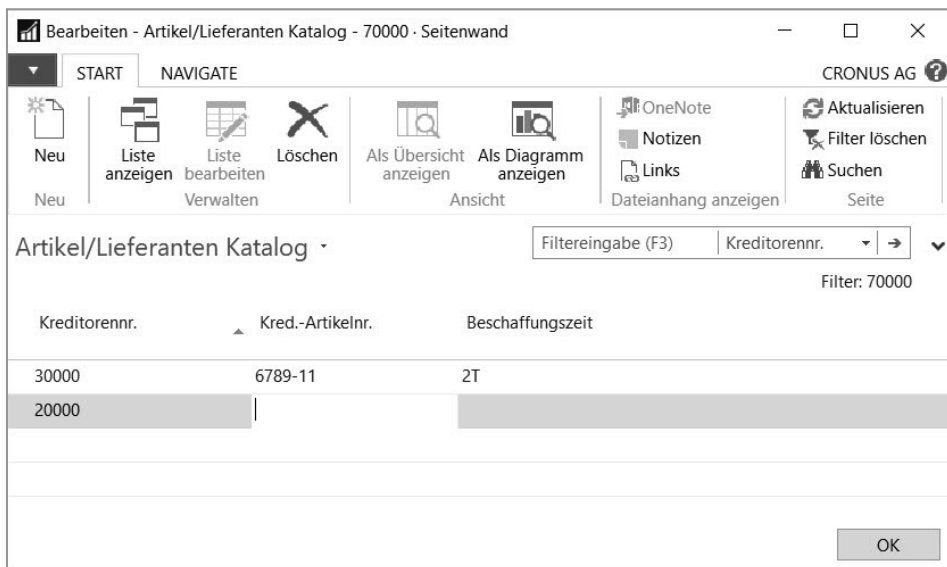 Bearbeiten - Artikel/Lieferanten Katalog - 70000 · Seitenwand
START NAVIGATE CRONUS AG
Neu
Liste anzeigen
Liste bearbeiten
Löschen
Als Übersicht anzeigen
Als Diagramm anzeigen
OneNote
Notizen
Links
Aktualisieren
Filter löschen
Suchen
Neu Verwalten Ansicht Dateianhang anzeigen Seite
Artikel/Lieferanten Katalog Filtereingabe (F3) Kreditorennr.
Filter: 70000
Kreditorennr. Kred.-Artikelnr. Beschaffungszeit
30000 6789-11 2T
20000
OK